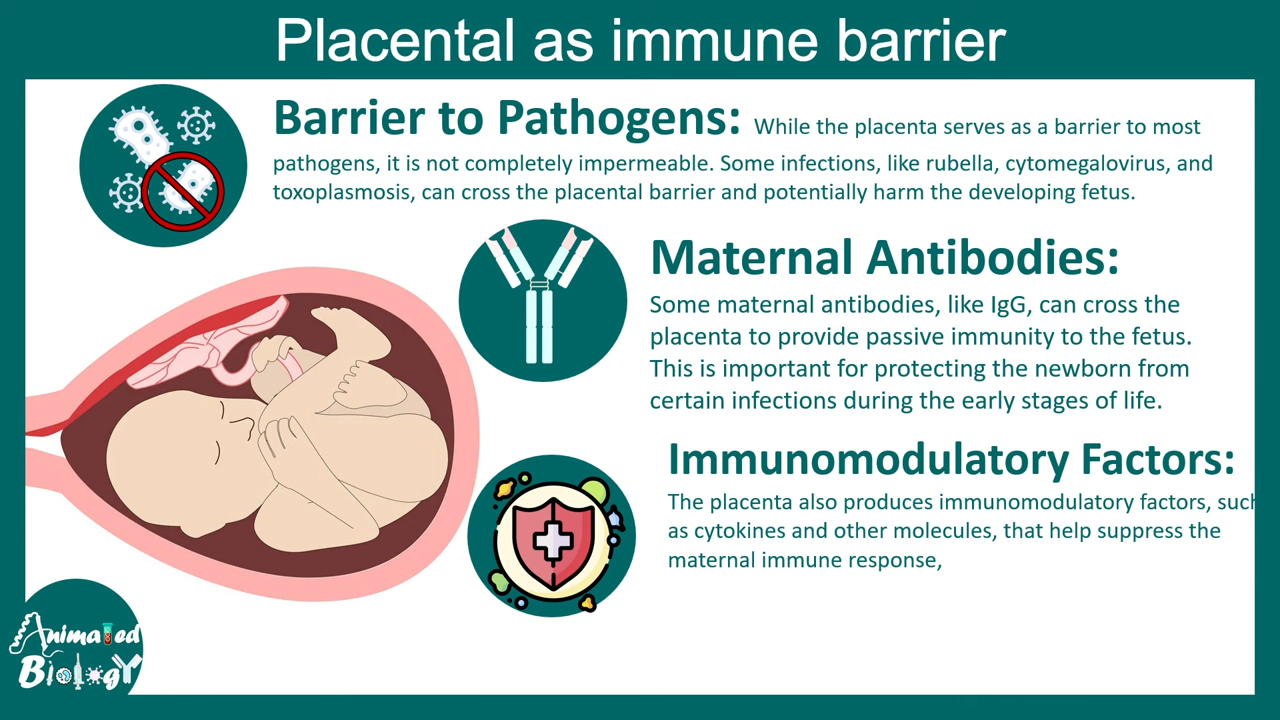 Placental as immune barrier
Barrier to Pathogens: While the placenta serves as a barrier to most
pathogens, it is not completely impermeable. Some infections, like rubella, cytomegalovirus, and
toxoplasmosis, can cross the placental barrier and potentially harm the developing fetus.
Maternal Antibodies:
Some maternal antibodies, like IgG, can cross the
placenta to provide passive immunity to the fetus.
This is important for protecting the newborn from
certain infections during the early stages of life.
Immunomodulatory Factors:
The placenta also produces immunomodulatory factors, such
as cytokines and other molecules, that help suppress the
maternal immune response,
Animated
Biology